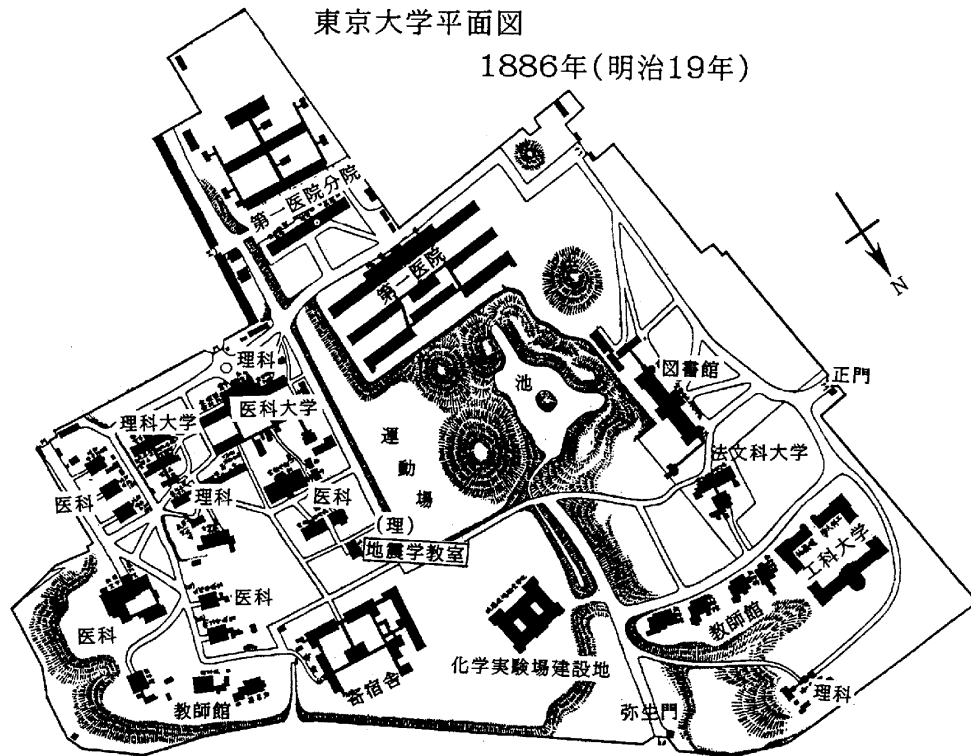 東京大学平面図
1886年(明治19年)
第一医院分院
第一医院
N
理科
図書館
池
正門
医科大学
理科大学
運動場
法文科大学
医科
理科
医科
(理)
地震学教室
工科大学
医科
教師館
医科
化学実験場建設地
寄宿舎
教師館
理科
弥生門